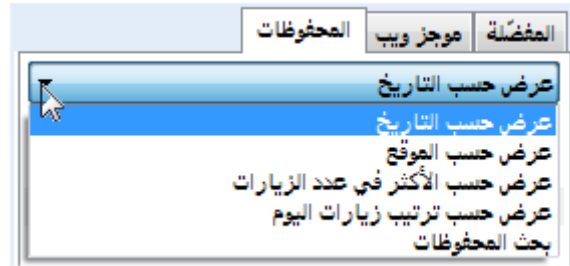 المفضّلة موجز ويب المحفوظات
عرض حسب التاريخ
عرض حسب التاريخ
عرض حسب الموقع
عرض حسب الأكثر في عدد الزيارات
عرض حسب ترتيب زيارات اليوم
بحث المحفوظات